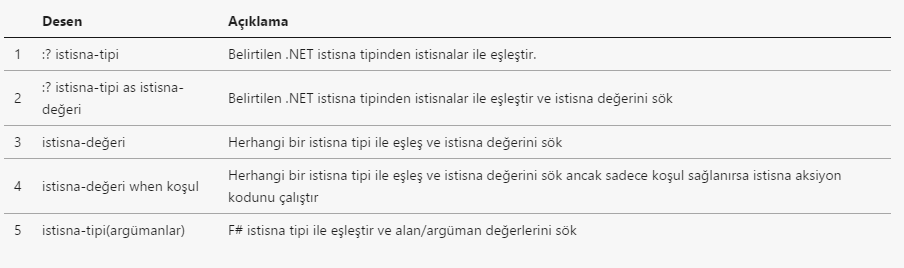 Desen Açıklama
1 :? istisna-tipi Belirtilen .NET istisna tipinden istisnalar ile eşleştir.
2 :? istisna-tipi as istisna-
değeri Belirtilen .NET istisna tipinden istisnalar ile eşleştir ve istisna değerini sök
3 istisna-değeri Herhangi bir istisna tipi ile eşleş ve istisna değerini sök
4 istisna-değeri when koşul Herhangi bir istisna tipi ile eşleş ve istisna değerini sök ancak sadece koşul sağlanırsa istisna aksiyon
kodunu çalıştır
5 istisna-tipi(argümanlar) F# istisna tipi ile eşleştir ve alan/argüman değerlerini sök